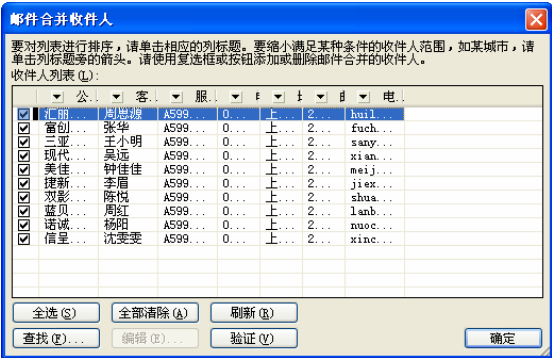 邮件合并收件人
要对列表进行排序，请单击相应的列标题。要缩小满足某种条件的收件人范围，如某城市，请
单击列标题旁的箭头。请使用复选框或按钮添加或删除邮件合并的收件人。
收件人列表(L)：
公.. 客.. 服.. 电..
汇丽... 周思源 A599... 0... 上... 2... huil...
富创... 张华 A599... 0... 上... 2... fuch...
三亚... 王小明 A599... 0... 上... 2... sany...
现代... 吴远 A599... 0... 上... 2... xian...
美佳... 钟佳佳 A599... 0... 上... 2... meij...
捷新... 李眉 A599... 0... 上... 2... jiex...
双影... 陈悦 A599... 0... 上... 2... shua...
蓝贝... 周红 A599... 0... 上... 2... lanb...
诺诚... 杨阳 A599... 0... 上... 2... nuoc...
信呈... 沈雯雯 A599... 0... 上... 2... xinc...
全选(S) 全部清除(A) 刷新(R)
查找(F)... 编辑(E)... 验证(V) 确定